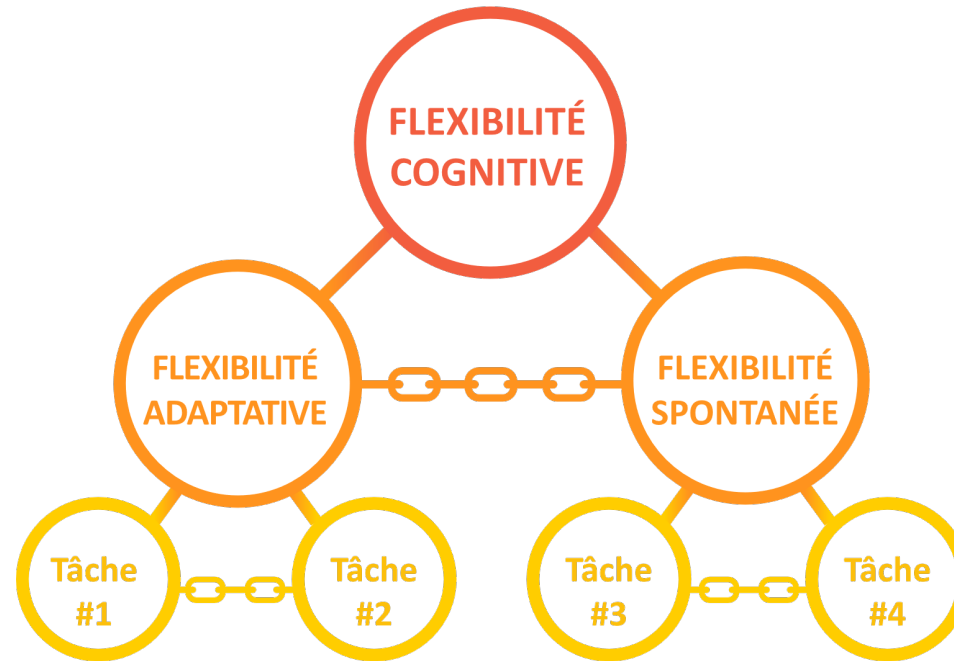 FLEXIBILITÉ
COGNITIVE
FLEXIBILITÉ
ADAPTATIVE
FLEXIBILITÉ
SPONTANÉE
Tâche
#1
Tâche
#2
Tâche
#3
Tâche
#4